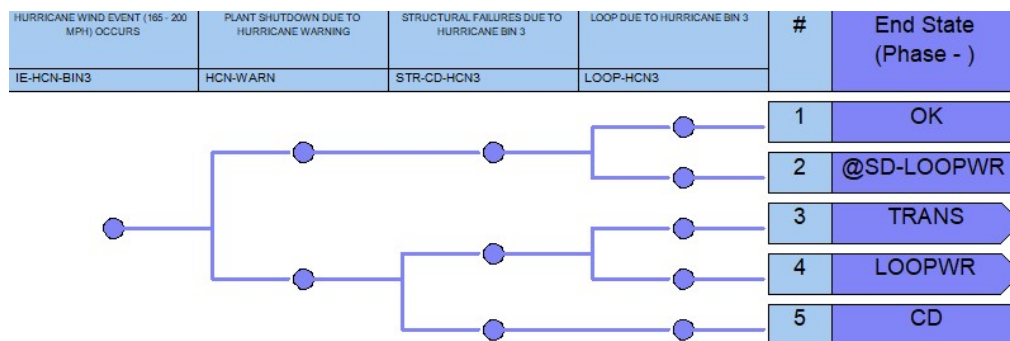 HURRICANE WIND EVENT (165 - 200
MPH) OCCURS
PLANT SHUTDOWN DUE TO
HURRICANE WARNING
STRUCTURAL FAILURES DUE TO
HURRICANE BIN 3
LOOP DUE TO HURRICANE BIN 3
#
End State
(Phase - )
IE-HCN-BIN3
HCN-WARN
STR-CD-HCN3
LOOP-HCN3
1 OK
2 @SD-LOOPWR
3 TRANS
4 LOOPWR
5 CD